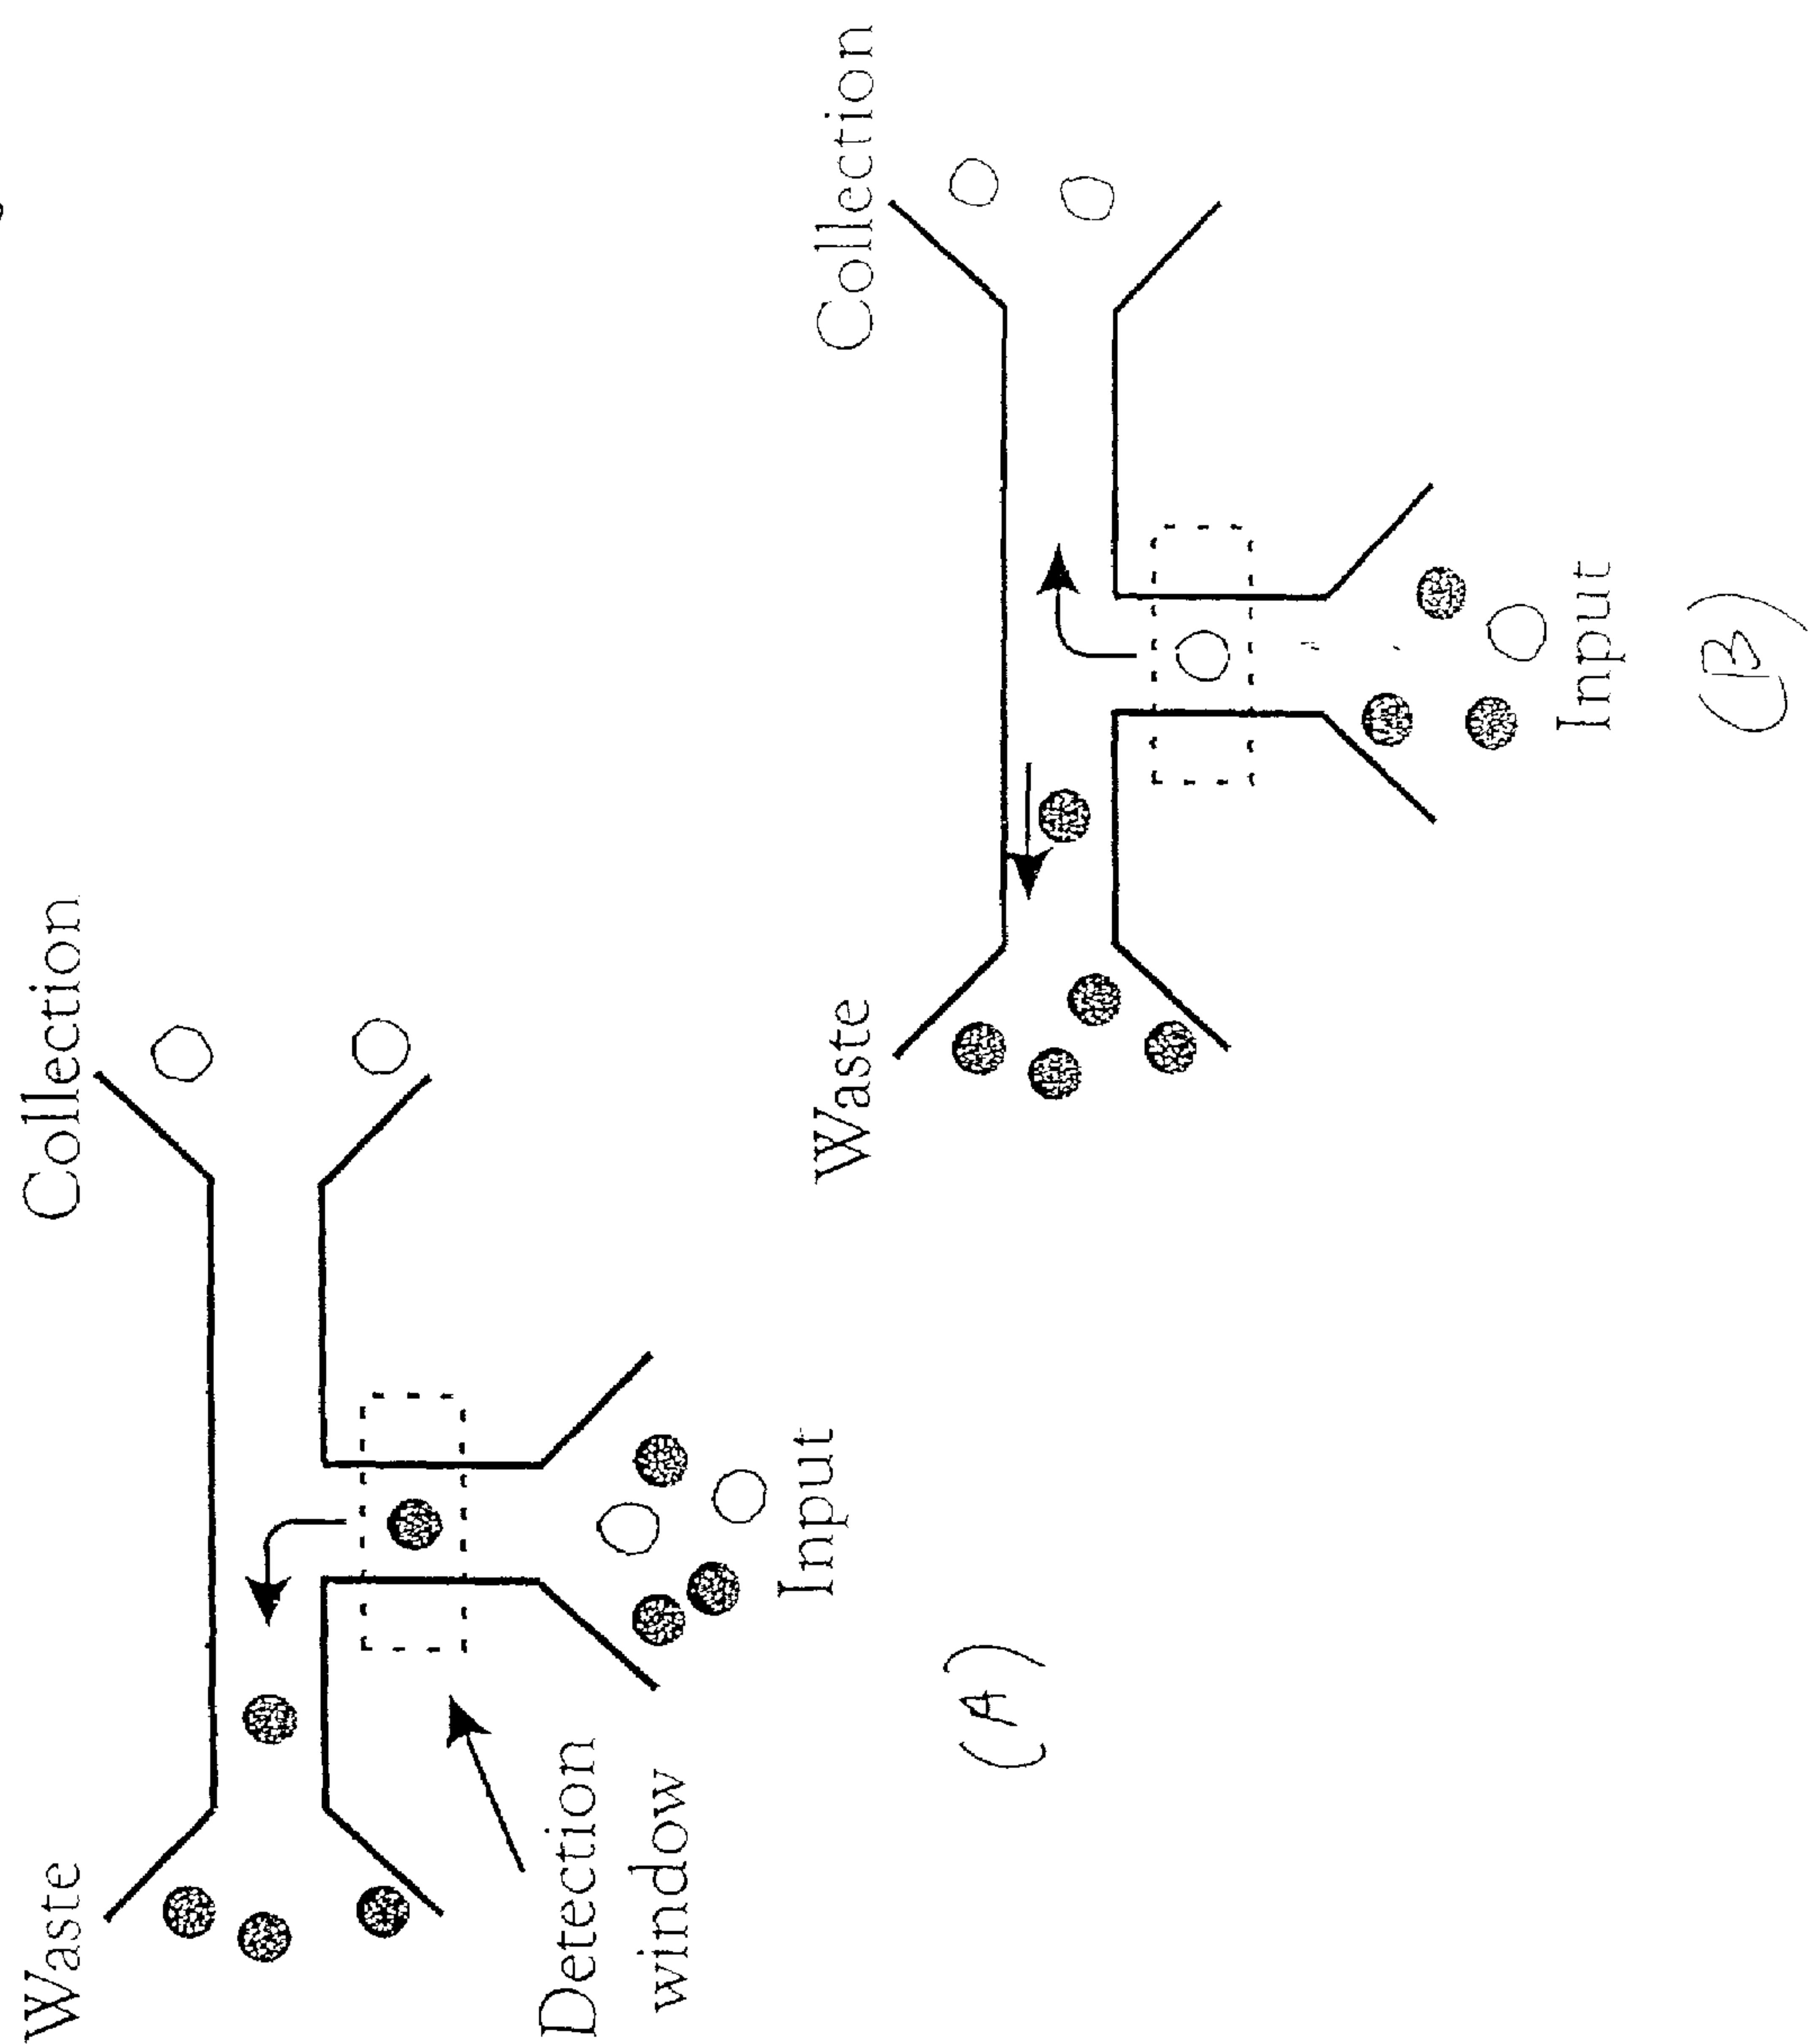 Waste
Collection
Detection
window
Input
(A)
Waste
Collection
Input
(B)